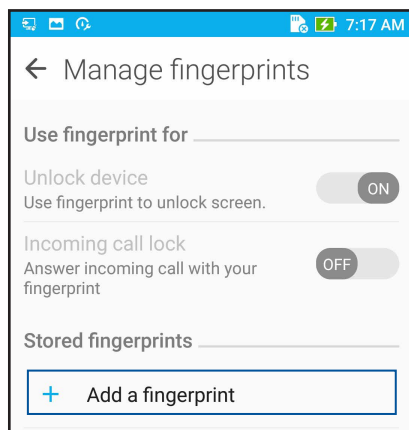 7:17 AM
Manage fingerprints
Use fingerprint for
Unlock device
ON
Use fingerprint to unlock screen.
Incoming call lock
OFF
Answer incoming call with your
fingerprint
Stored fingerprints
+ Add a fingerprint